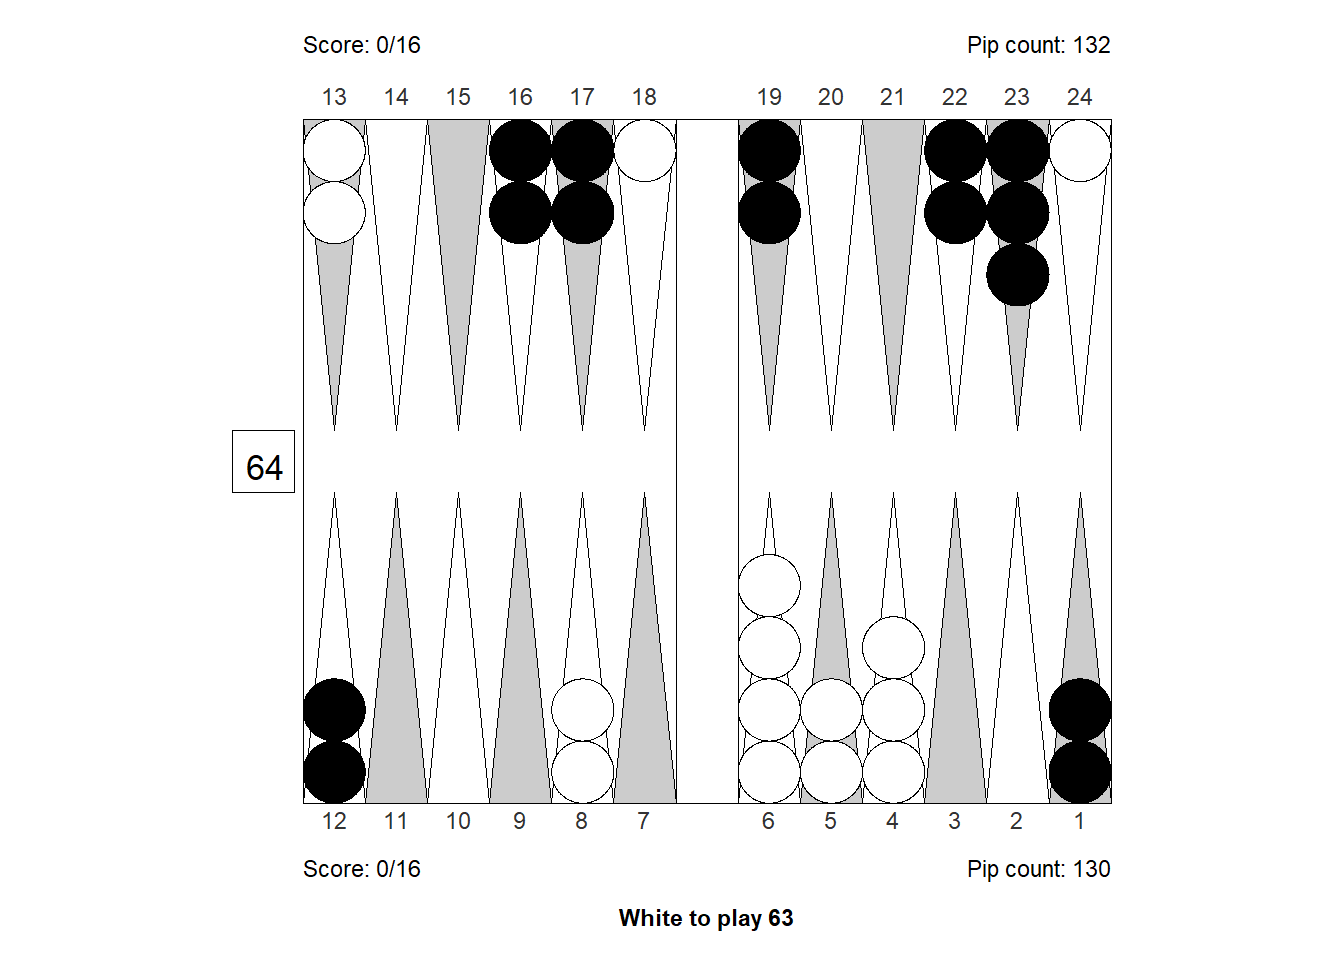 Score: 0/16 Pip count: 132
13 14 15 16 17 18 19 20 21 22 23 24
64
12 11 10 9 8 7 6 5 4 3 2 1
Score: 0/16 Pip count: 130
White to play 63